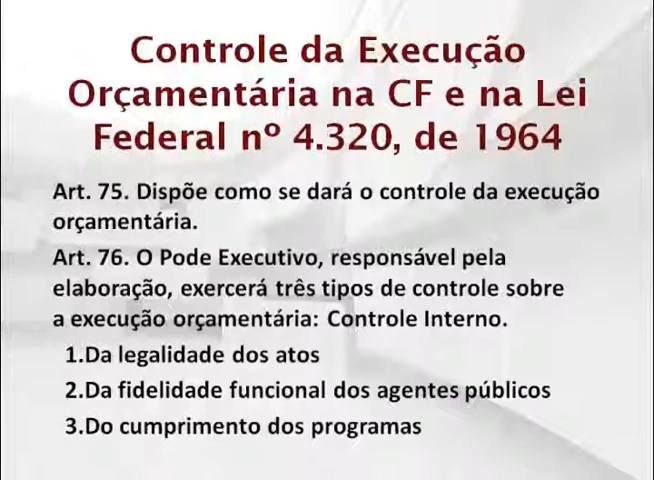 Controle da Execução
Orçamentária na CF e na Lei
Federal nº 4.320, de 1964
Art. 75. Dispõe como se dará o controle da execução
orçamentária.
Art. 76. O Pode Executivo, responsável pela
elaboração, exercerá três tipos de controle sobre
a execução orçamentária: Controle Interno.
1.Da legalidade dos atos
2.Da fidelidade funcional dos agentes públicos
3.Do cumprimento dos programas